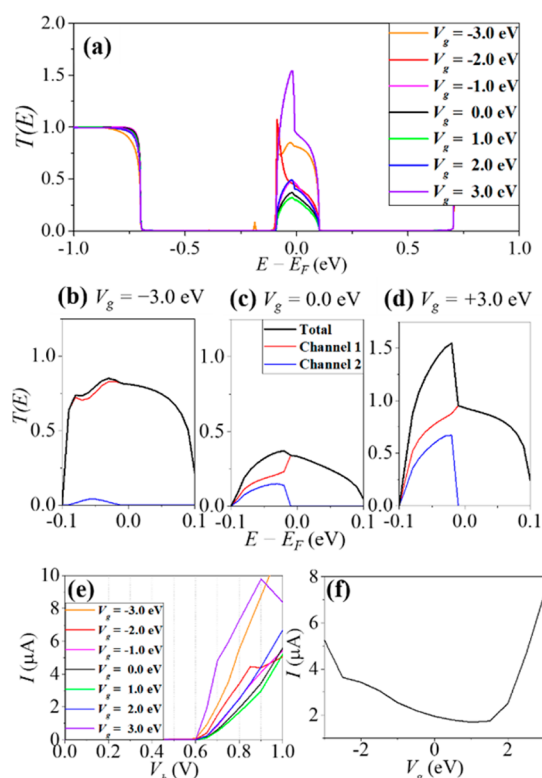 (a)
V_g = -3.0 eV
V_g = -2.0 eV
V_g = -1.0 eV
V_g = 0.0 eV
V_g = 1.0 eV
V_g = 2.0 eV
V_g = 3.0 eV
T(E)
2.0
1.5
1.0
0.5
0.0
-1.0 -0.5 0.0 0.5 1.0
E – E_F (eV)
(b) V_g = −3.0 eV
(c) V_g = 0.0 eV
(d) V_g = +3.0 eV
Total
Channel 1
Channel 2
T(E)
1.0
0.5
0.0
1.0
0.5
0.0
1.5
1.0
0.5
0.0
-0.1 0.0 0.1
-0.1 0.0 0.1
-0.1 0.0 0.1
E – E_F (eV)
(e)
V_g = -3.0 eV
V_g = -2.0 eV
V_g = -1.0 eV
V_g = 0.0 eV
V_g = 1.0 eV
V_g = 2.0 eV
V_g = 3.0 eV
I (μA)
10
8
6
4
2
0
0.0 0.2 0.4 0.6 0.8 1.0
V_b (V)
(f)
I (μA)
8
6
4
2
-2 0 2
V_g (eV)